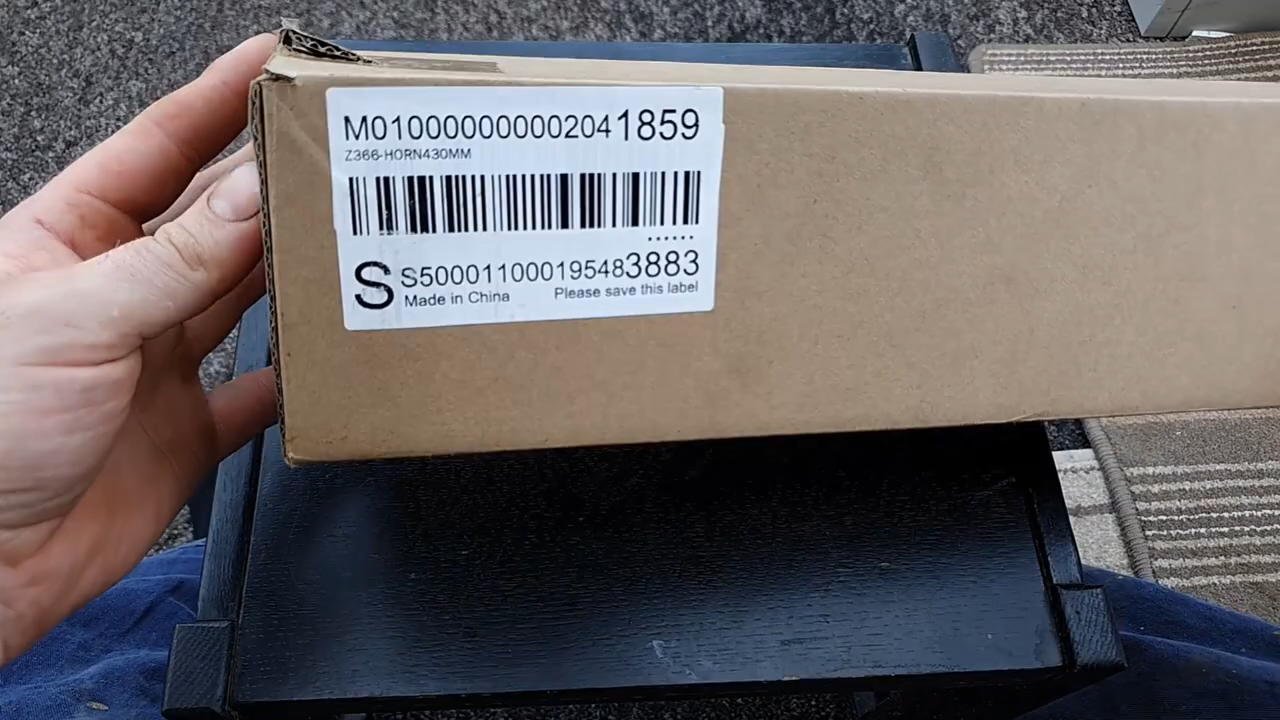 M010000000002041859
Z366-HORN430MM
S S500011000195483883
Made in China Please save this label